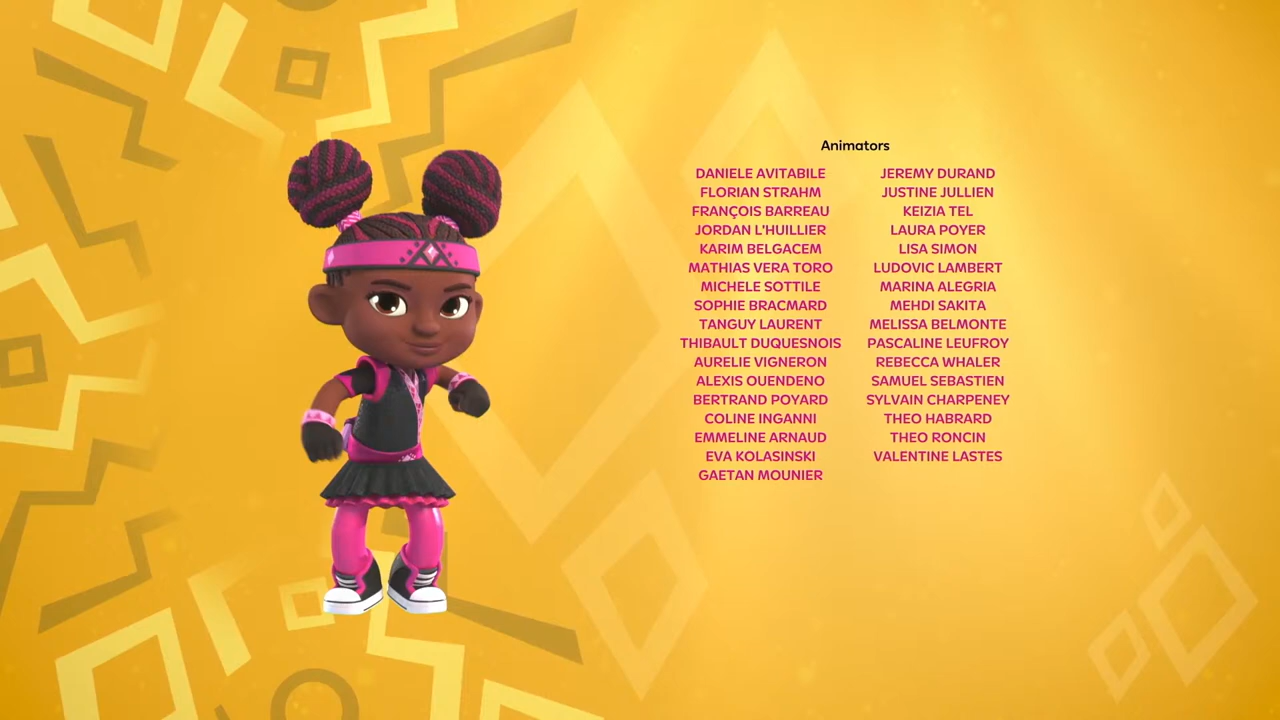 Animators
DANIELE AVITABILE
FLORIAN STRAHM
FRANÇOIS BARREAU
JORDAN L'HUILLIER
KARIM BELGACEM
MATHIAS VERA TORO
MICHELE SOTTILE
SOPHIE BRACMARD
TANGUY LAURENT
THIBAULT DUQUESNOIS
AURELIE VIGNERON
ALEXIS OUENDENO
BERTRAND POYARD
COLINE INGANNI
EMMELINE ARNAUD
EVA KOLASINSKI
GAETAN MOUNIER
JEREMY DURAND
JUSTINE JULLIEN
KEIZIA TEL
LAURA POYER
LISA SIMON
LUDOVIC LAMBERT
MARINA ALEGRIA
MEHDI SAKITA
MELISSA BELMONTE
PASCALINE LEUFROY
REBECCA WHALER
SAMUEL SEBASTIEN
SYLVAIN CHARPENEY
THEO HABRARD
THEO RONCIN
VALENTINE LASTES